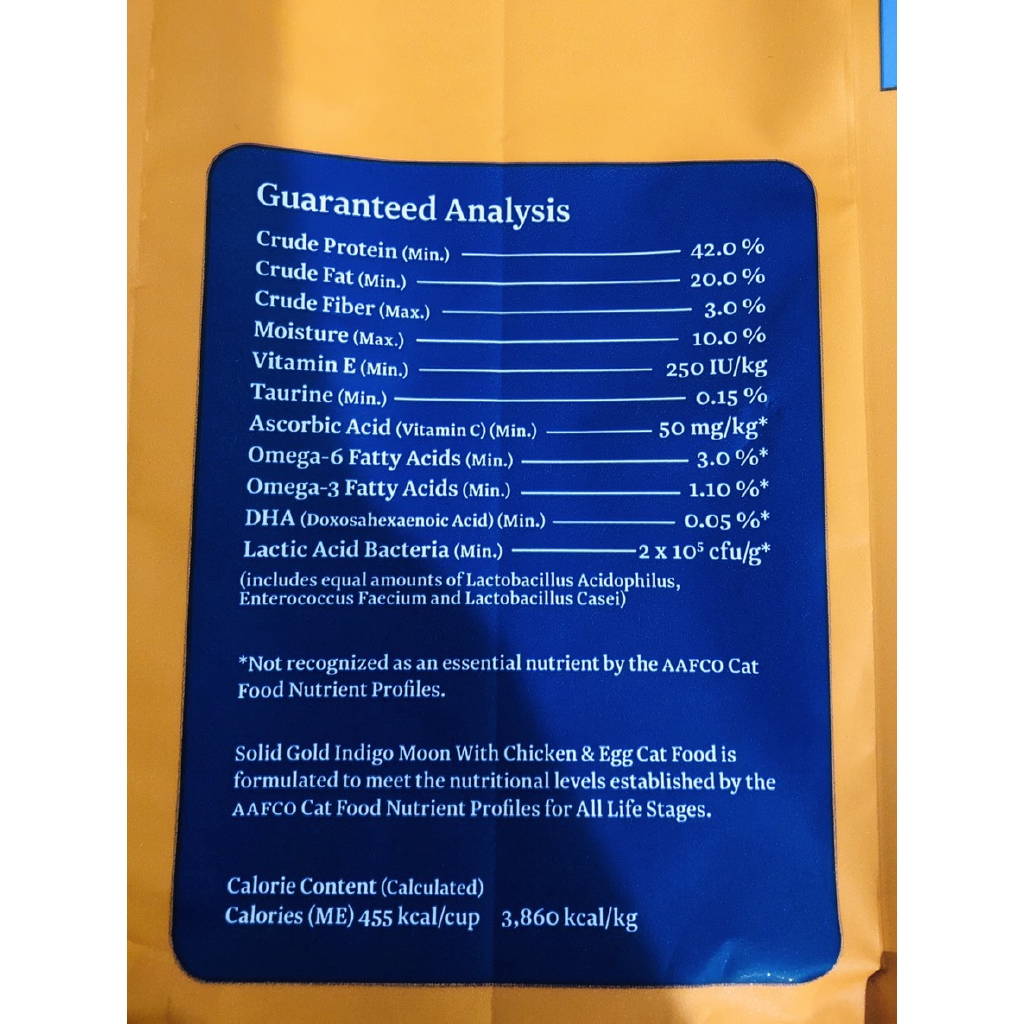 Guaranteed Analysis
Crude Protein (Min.) 42.0 %
Crude Fat (Min.) 20.0 %
Crude Fiber (Max.) 3.0 %
Moisture (Max.) 10.0 %
Vitamin E (Min.) 250 IU/kg
Taurine (Min.) 0.15 %
Ascorbic Acid (Vitamin C) (Min.) 50 mg/kg*
Omega-6 Fatty Acids (Min.) 3.0 %*
Omega-3 Fatty Acids (Min.) 1.10 %*
DHA (Doxosahexaenoic Acid) (Min.) 0.05 %*
Lactic Acid Bacteria (Min.) 2 x 10⁵ cfu/g*
(includes equal amounts of Lactobacillus Acidophilus,
Enterococcus Faecium and Lactobacillus Casei)
*Not recognized as an essential nutrient by the AAFCO Cat
Food Nutrient Profiles.
Solid Gold Indigo Moon With Chicken & Egg Cat Food is
formulated to meet the nutritional levels established by the
AAFCO Cat Food Nutrient Profiles for All Life Stages.
Calorie Content (Calculated)
Calories (ME) 455 kcal/cup 3,860 kcal/kg